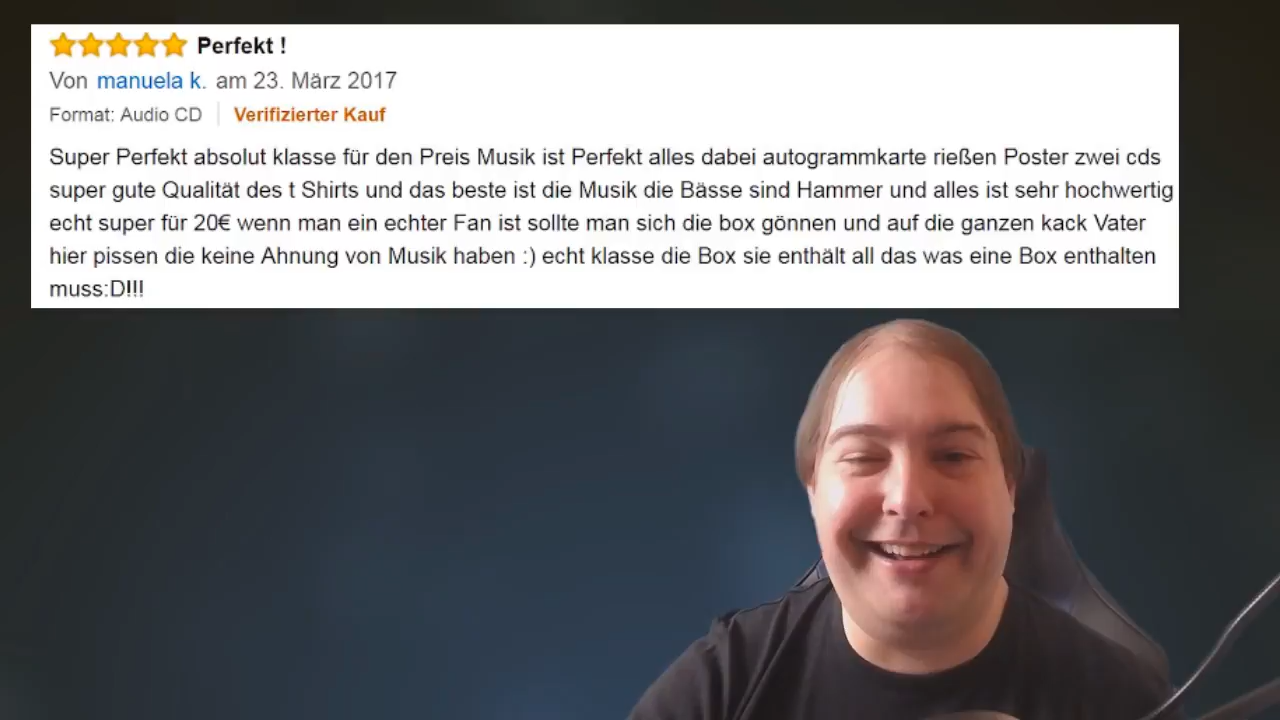 Perfekt !
Von manuela k. am 23. März 2017
Format: Audio CD Verifizierter Kauf
Super Perfekt absolut klasse für den Preis Musik ist Perfekt alles dabei autogrammkarte rießen Poster zwei cds
super gute Qualität des t Shirts und das beste ist die Musik die Bässe sind Hammer und alles ist sehr hochwertig
echt super für 20€ wenn man ein echter Fan ist sollte man sich die box gönnen und auf die ganzen kack Vater
hier pissen die keine Ahnung von Musik haben :) echt klasse die Box sie enthält all das was eine Box enthalten
muss:D!!!